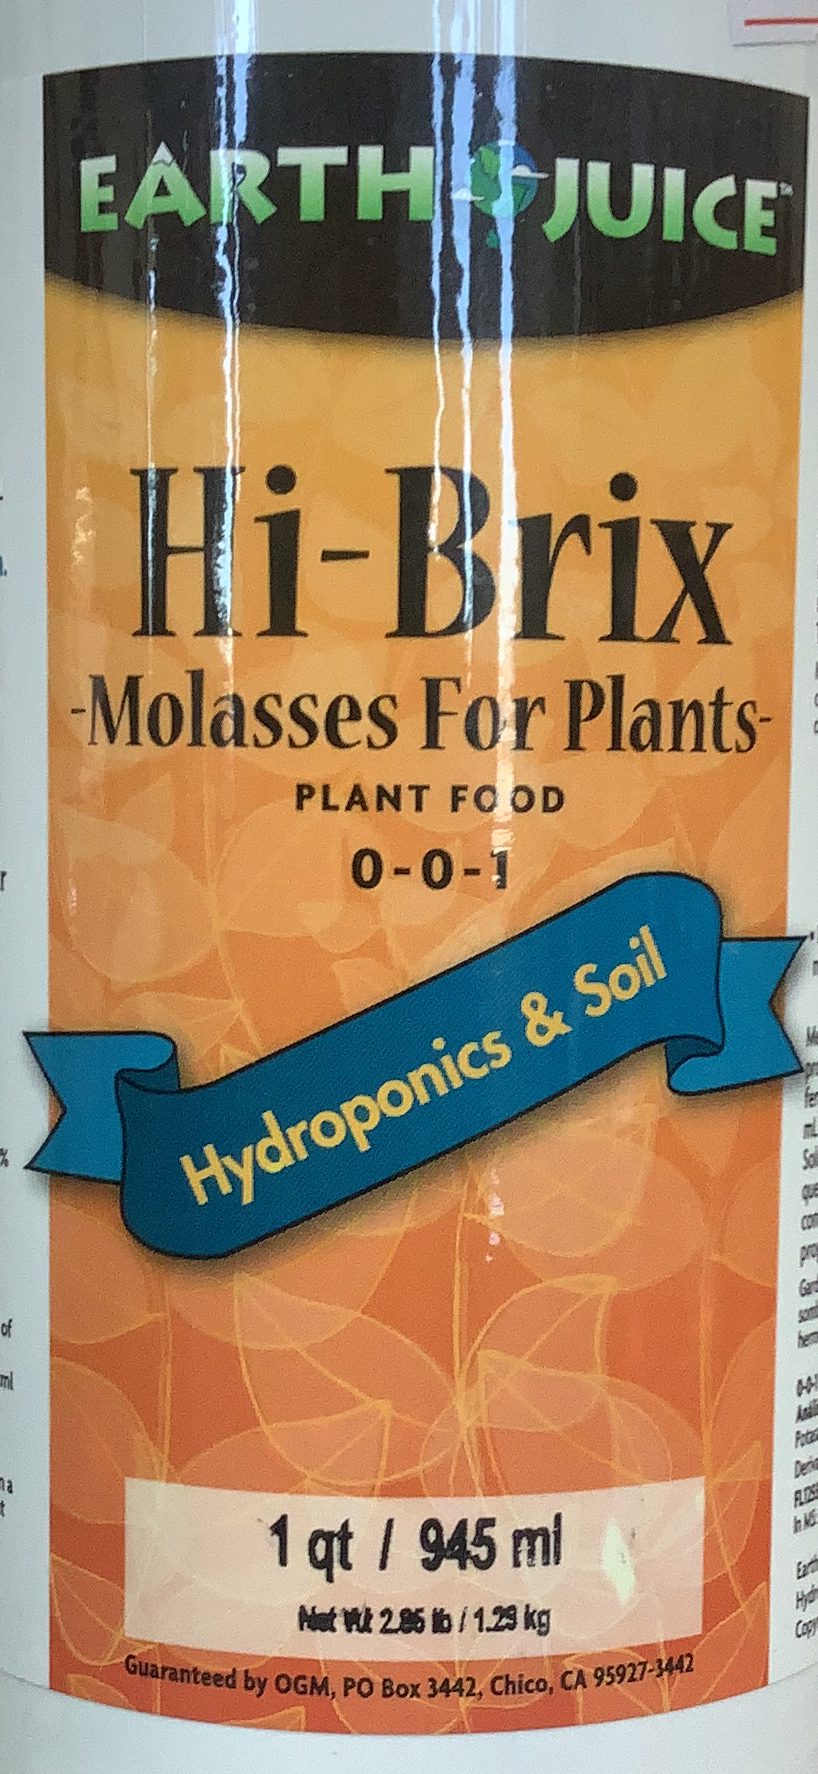 EARTH JUICE™
Hi-Brix
-Molasses For Plants-
PLANT FOOD
0-0-1
Hydroponics & Soil
1 qt / 945 ml
Net Wt 2.85 lb / 1.29 kg
Guaranteed by OGM, PO Box 3442, Chico, CA 95927-3442